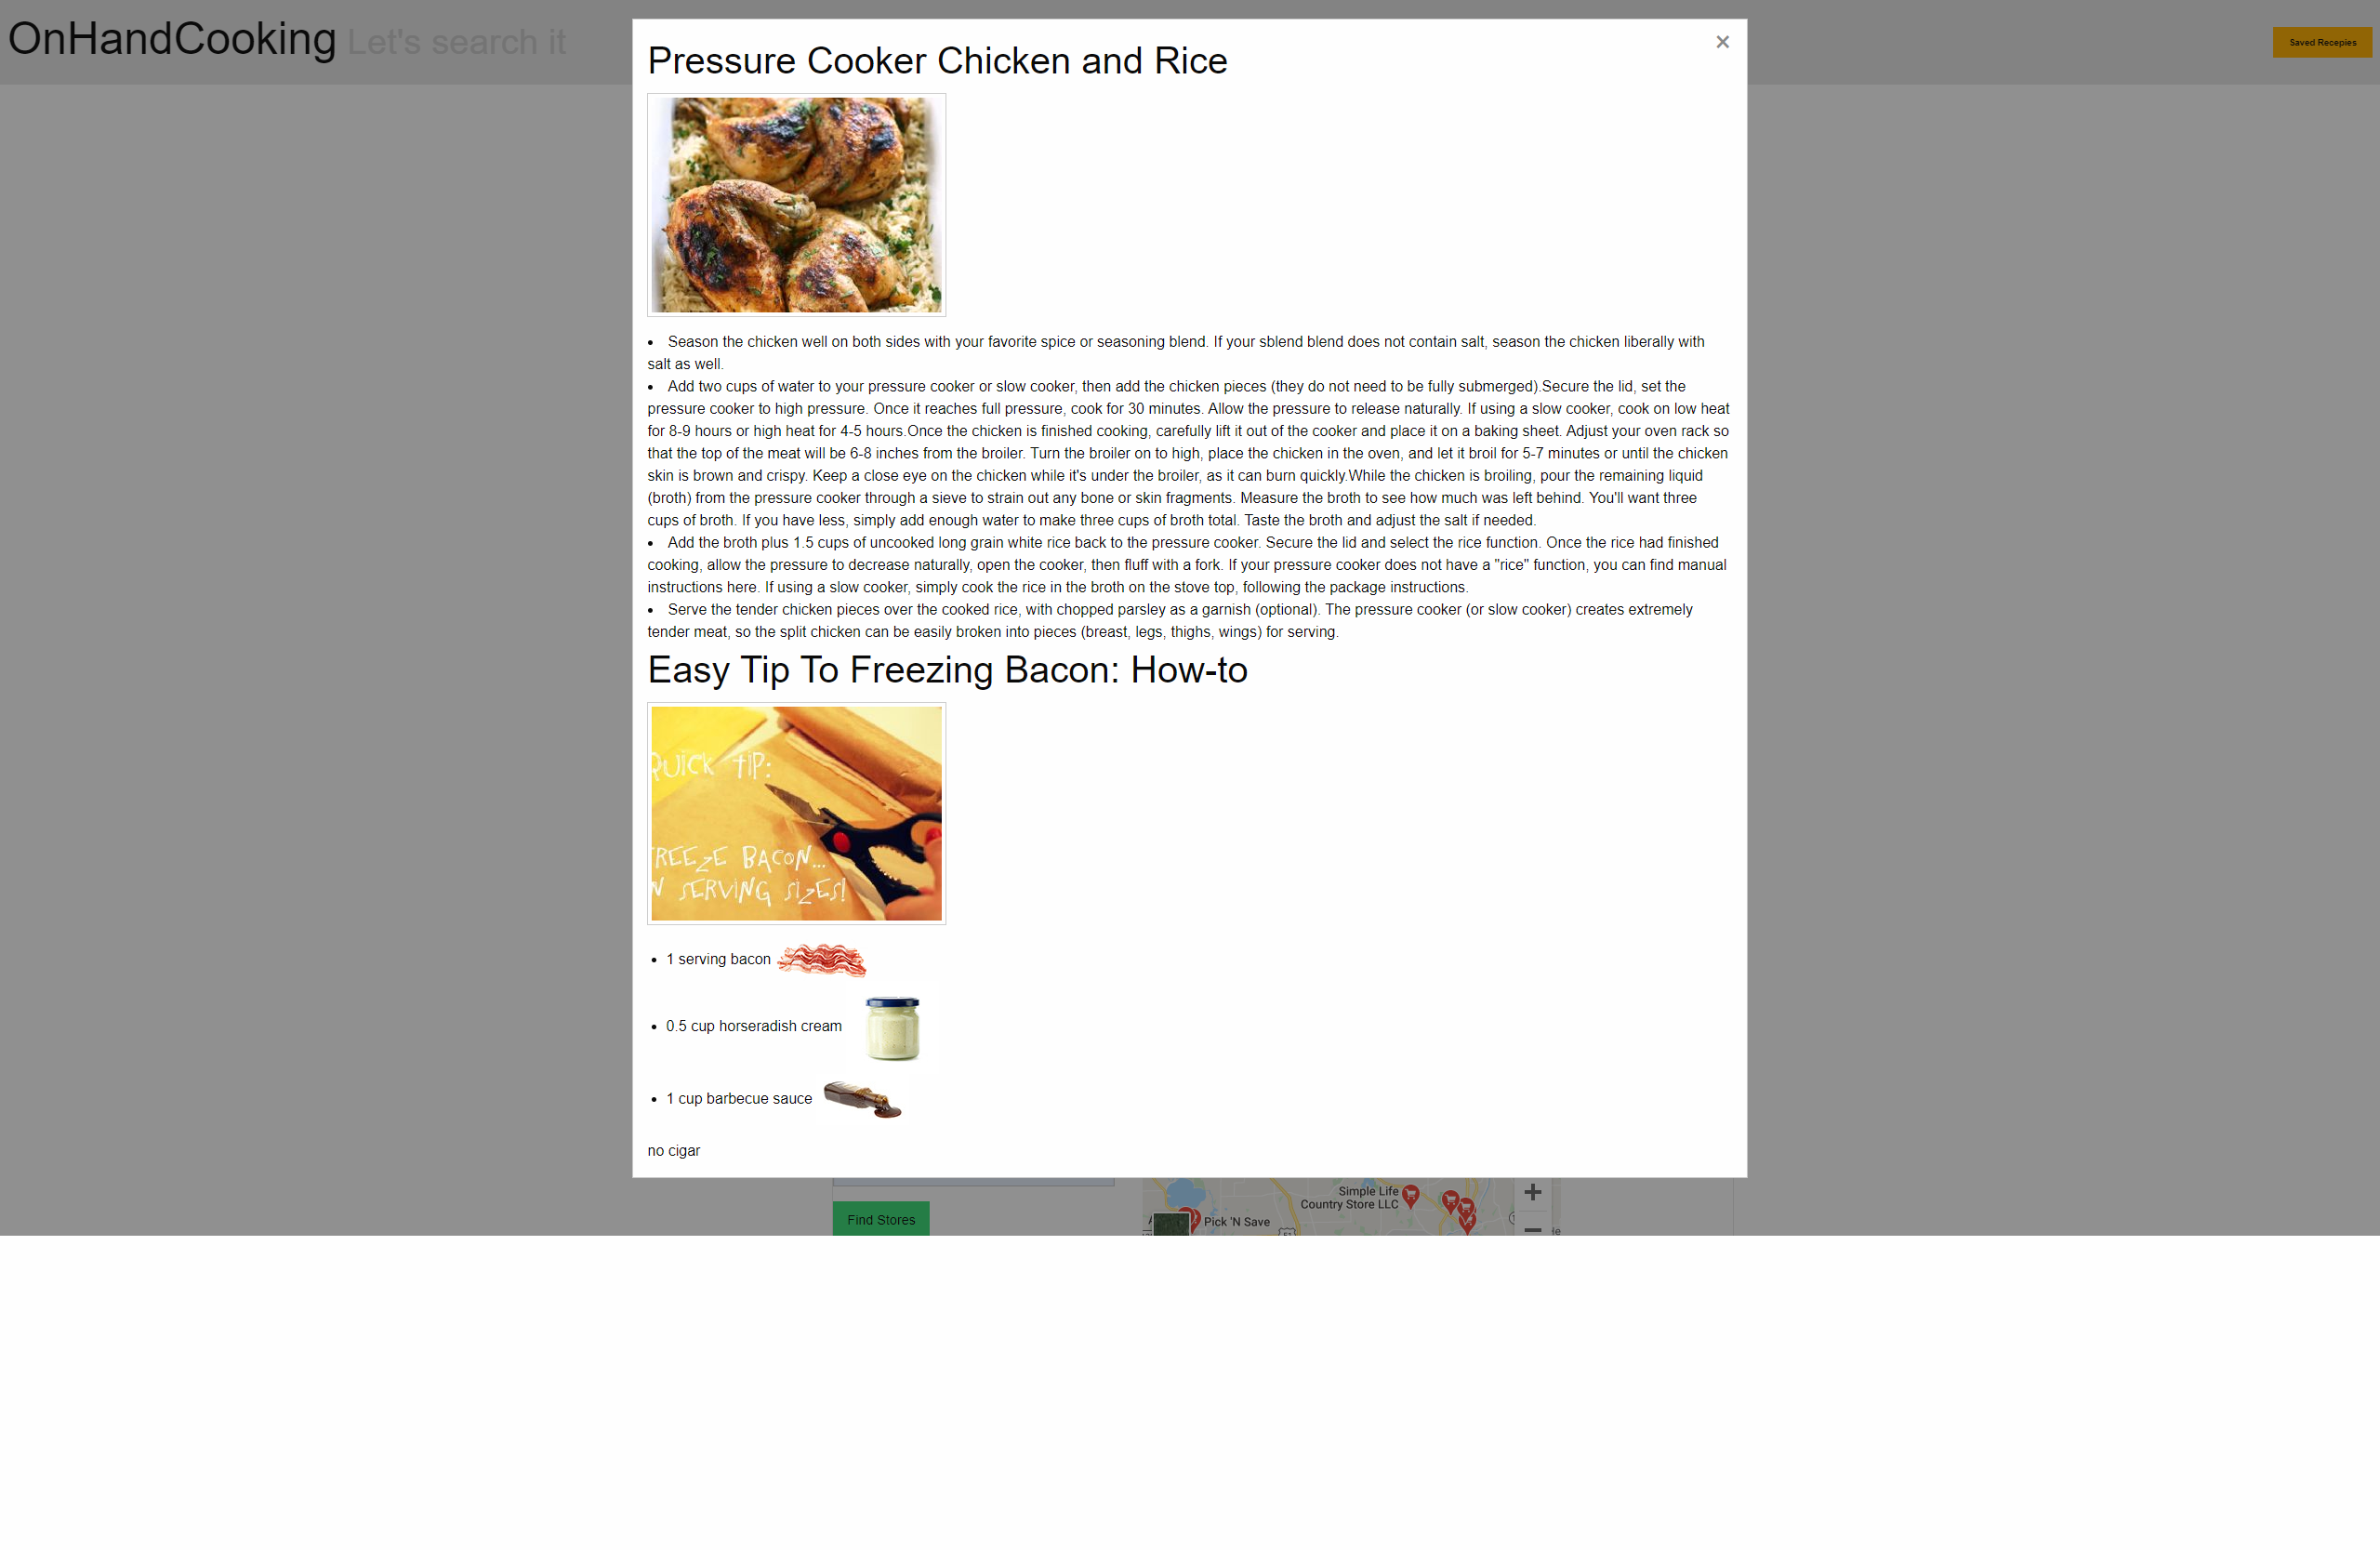 OnHandCooking Let's search it
Saved Recepies
×
Pressure Cooker Chicken and Rice
• Season the chicken well on both sides with your favorite spice or seasoning blend. If your sblend blend does not contain salt, season the chicken liberally with
salt as well.
• Add two cups of water to your pressure cooker or slow cooker, then add the chicken pieces (they do not need to be fully submerged).Secure the lid, set the
pressure cooker to high pressure. Once it reaches full pressure, cook for 30 minutes. Allow the pressure to release naturally. If using a slow cooker, cook on low heat
for 8-9 hours or high heat for 4-5 hours.Once the chicken is finished cooking, carefully lift it out of the cooker and place it on a baking sheet. Adjust your oven rack so
that the top of the meat will be 6-8 inches from the broiler. Turn the broiler on to high, place the chicken in the oven, and let it broil for 5-7 minutes or until the chicken
skin is brown and crispy. Keep a close eye on the chicken while it's under the broiler, as it can burn quickly.While the chicken is broiling, pour the remaining liquid
(broth) from the pressure cooker through a sieve to strain out any bone or skin fragments. Measure the broth to see how much was left behind. You'll want three
cups of broth. If you have less, simply add enough water to make three cups of broth total. Taste the broth and adjust the salt if needed.
• Add the broth plus 1.5 cups of uncooked long grain white rice back to the pressure cooker. Secure the lid and select the rice function. Once the rice had finished
cooking, allow the pressure to decrease naturally, open the cooker, then fluff with a fork. If your pressure cooker does not have a "rice" function, you can find manual
instructions here. If using a slow cooker, simply cook the rice in the broth on the stove top, following the package instructions.
• Serve the tender chicken pieces over the cooked rice, with chopped parsley as a garnish (optional). The pressure cooker (or slow cooker) creates extremely
tender meat, so the split chicken can be easily broken into pieces (breast, legs, thighs, wings) for serving.
Easy Tip To Freezing Bacon: How-to
QUICK TIP:
REEZE BACON...
N SERVING SIZES!
• 1 serving bacon
• 0.5 cup horseradish cream
• 1 cup barbecue sauce
no cigar
Find Stores
Simple Life
Country Store LLC
Pick 'N Save
+
−